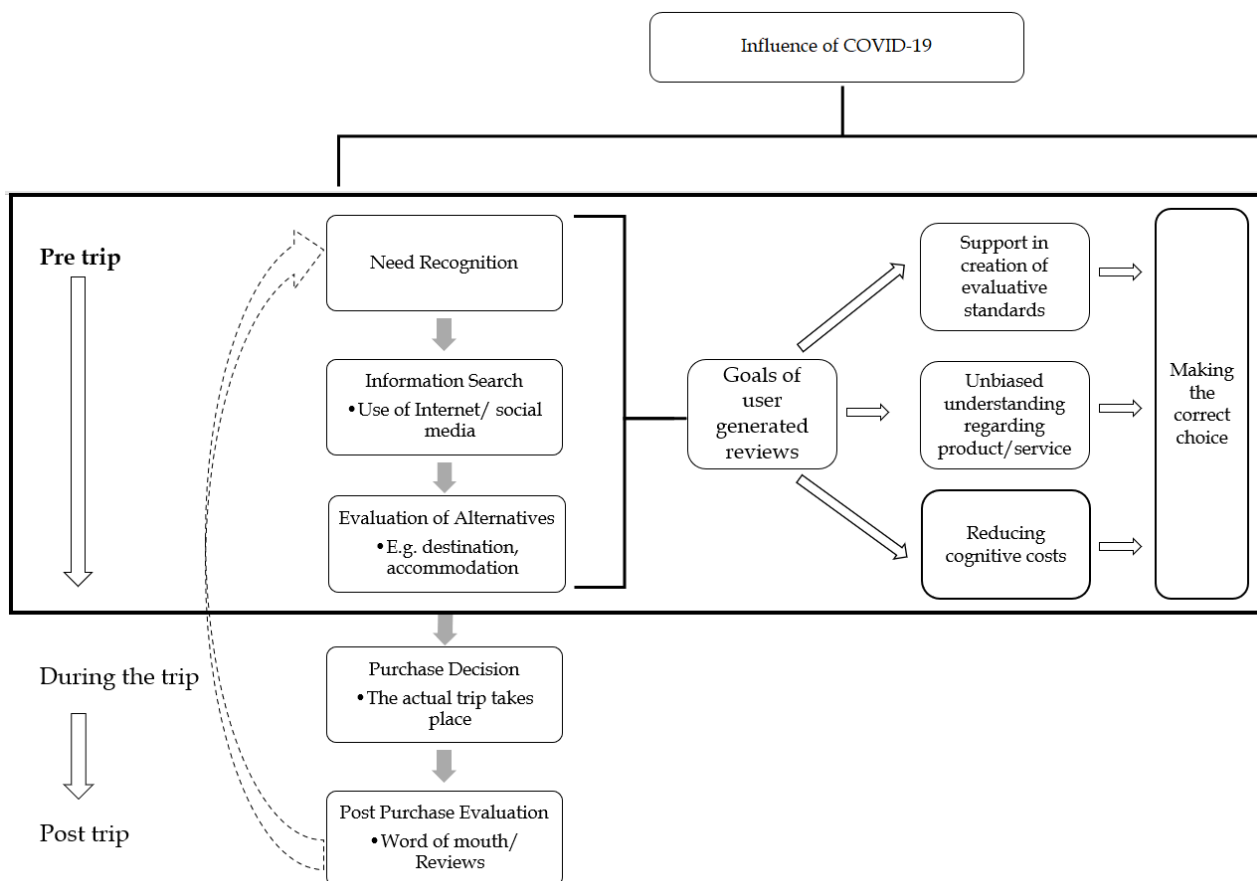 Influence of COVID-19
Pre trip
Need Recognition
Information Search
•Use of Internet/ social
media
Evaluation of Alternatives
•E.g. destination,
accommodation
Goals of
user
generated
reviews
Support in
creation of
evaluative
standards
Unbiased
understanding
regarding
product/service
Reducing
cognitive costs
Making
the
correct
choice
During the trip
Purchase Decision
•The actual trip takes
place
Post trip
Post Purchase Evaluation
•Word of mouth/
Reviews